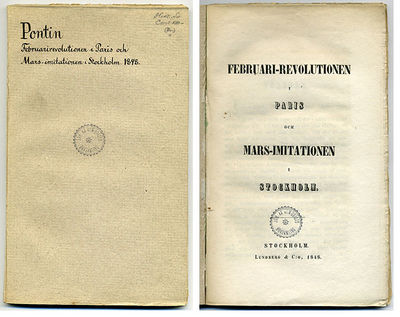 Pontin
Februarirevolutionen i Paris och
Mars-imitationen i Stockholm. 1848.
FEBRUARI-REVOLUTIONEN
I
PARIS
OCH
MARS-IMITATIONEN
I
STOCKHOLM.
STOCKHOLM.
LUNDBERG & C:o, 1848.